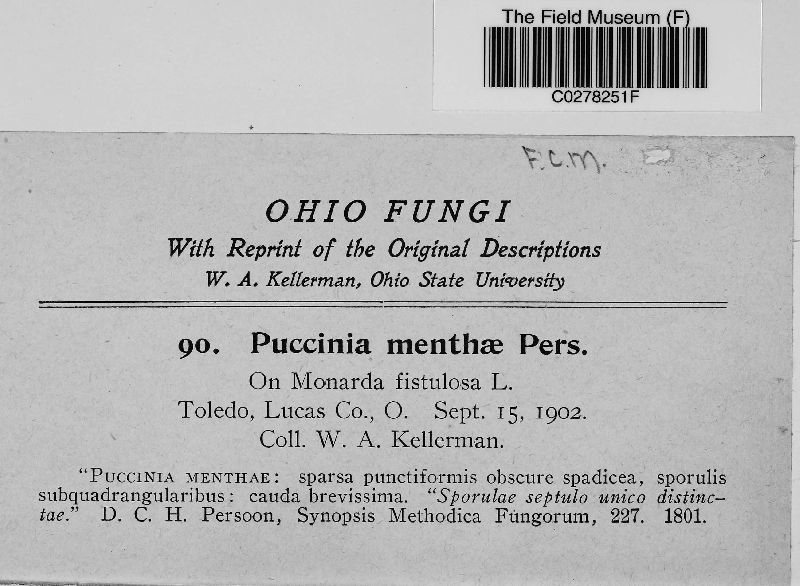 The Field Museum (F)
C0278251F
F.C.M.
OHIO FUNGI
With Reprint of the Original Descriptions
W. A. Kellerman, Ohio State University
90. Puccinia menthæ Pers.
On Monarda fistulosa L.
Toledo, Lucas Co., O. Sept. 15, 1902.
Coll. W. A. Kellerman.
"PUCCINIA MENTHAE: sparsa punctiformis obscure spadicea, sporulis
subquadrangularibus: cauda brevissima. "Sporulae septulo unico distinc-
tae." D. C. H. Persoon, Synopsis Methodica Fungorum, 227. 1801.